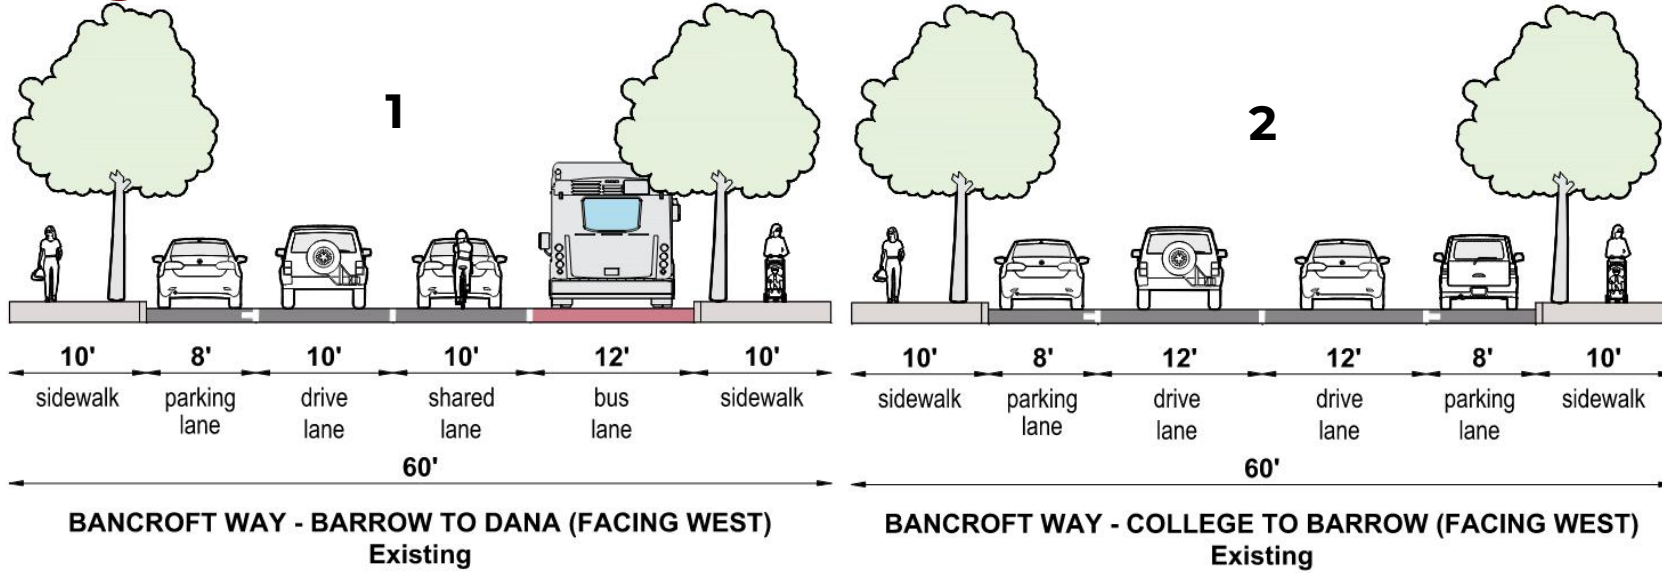 1
10' 8' 10' 10' 12' 10'
sidewalk parking drive shared bus sidewalk
lane lane lane lane
60'
BANCROFT WAY - BARROW TO DANA (FACING WEST)
Existing
2
10' 8' 12' 12' 8' 10'
sidewalk parking drive drive parking sidewalk
lane lane lane lane
60'
BANCROFT WAY - COLLEGE TO BARROW (FACING WEST)
Existing